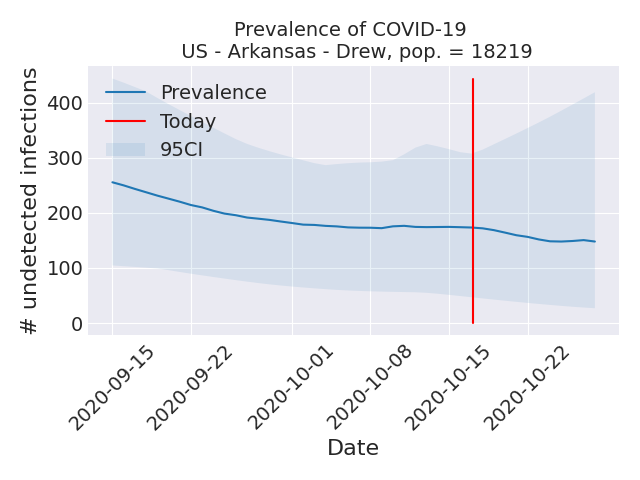 Prevalence of COVID-19
US - Arkansas - Drew, pop. = 18219
# undetected infections
400
300
200
100
0
Prevalence
Today
95CI
2020-09-15
2020-09-22
2020-10-01
2020-10-08
2020-10-15
2020-10-22
Date